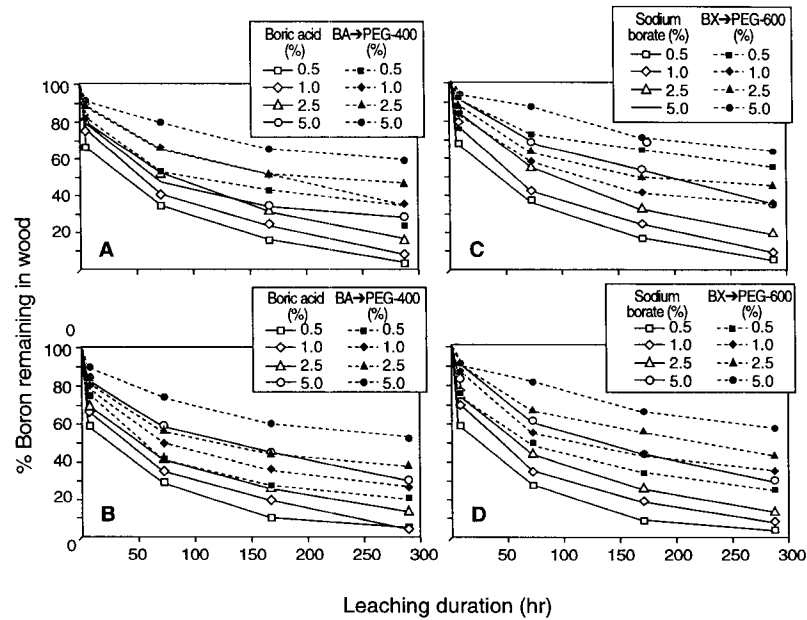 Boric acid BA→PEG-400
(%) (%)
0.5 0.5
1.0 1.0
2.5 2.5
5.0 5.0
Sodium BX→PEG-600
borate (%) (%)
0.5 0.5
1.0 1.0
2.5 2.5
5.0 5.0
100
80
60
40
20
0
A
C
Boric acid BA→PEG-400
(%) (%)
0.5 0.5
1.0 1.0
2.5 2.5
5.0 5.0
Sodium BX→PEG-600
borate (%) (%)
0.5 0.5
1.0 1.0
2.5 2.5
5.0 5.0
100
80
60
40
20
0
B
D
% Boron remaining in wood
50 100 150 200 250 300
50 100 150 200 250 300
Leaching duration (hr)